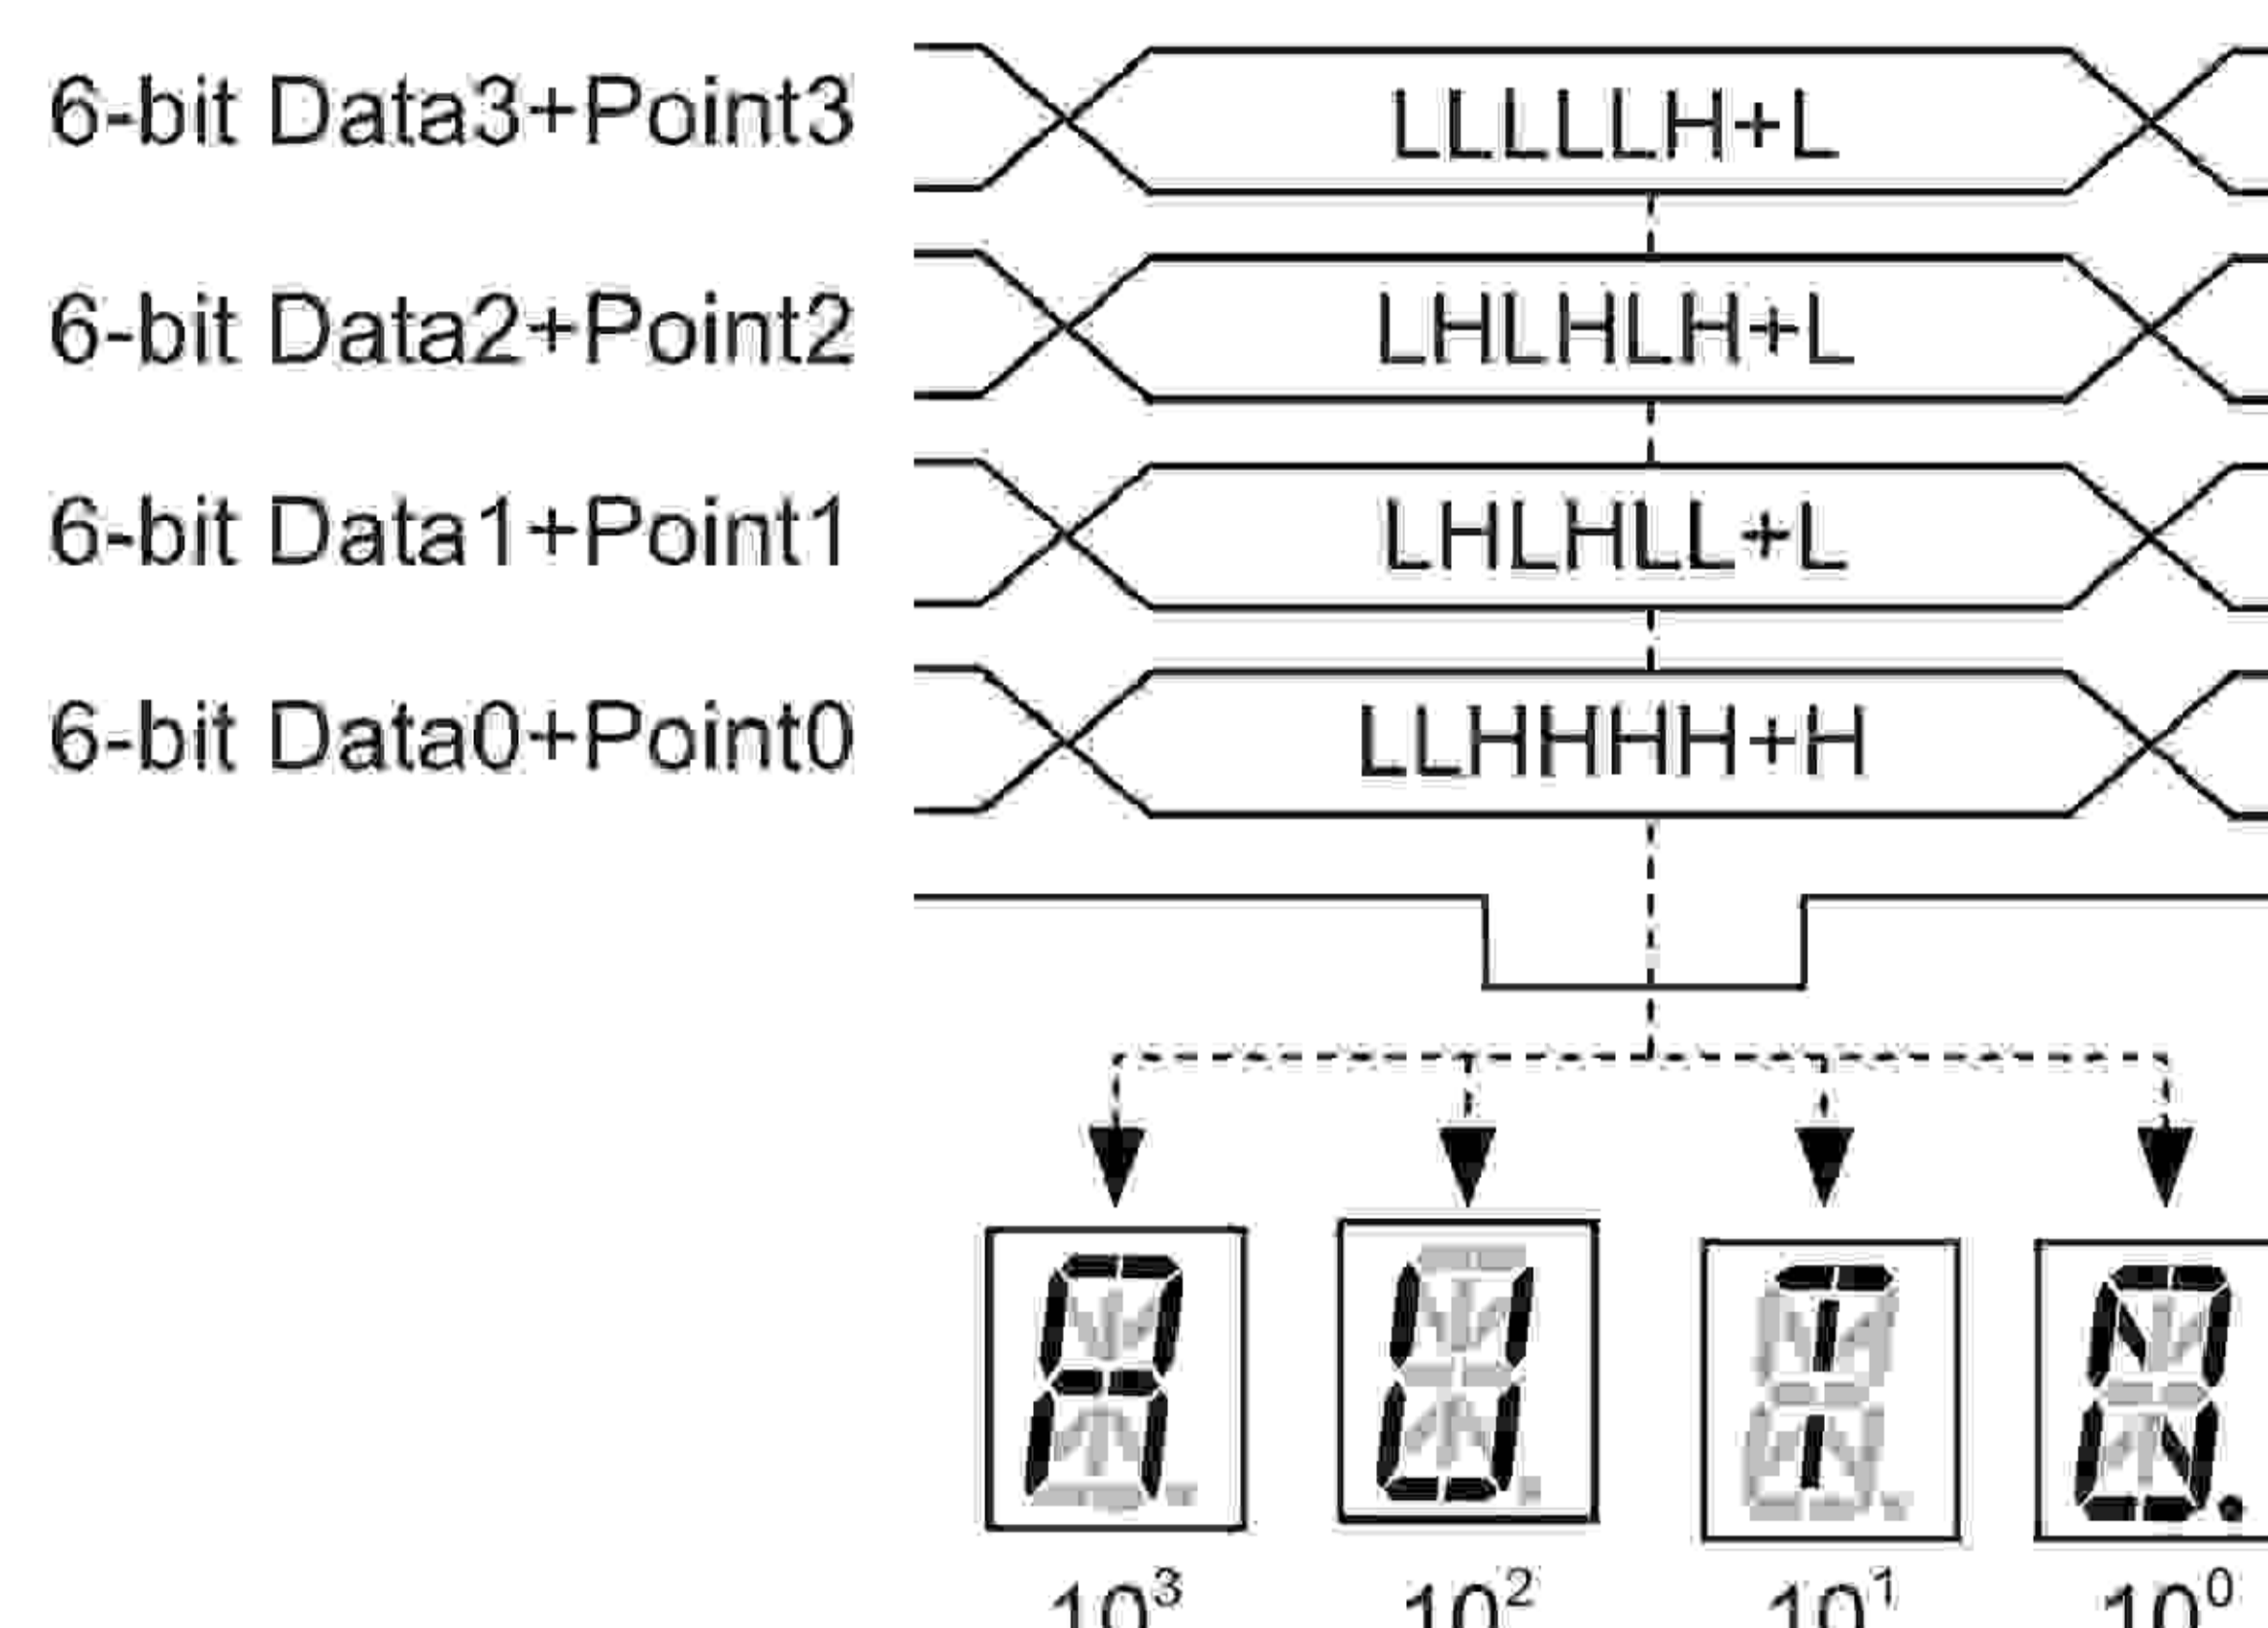 6-bit Data3+Point3 LLLLLH+L
6-bit Data2+Point2 LHLHLH+L
6-bit Data1+Point1 LHLHLL+L
6-bit Data0+Point0 LLHHHH+H
A U T O.
10³ 10² 10¹ 10⁰